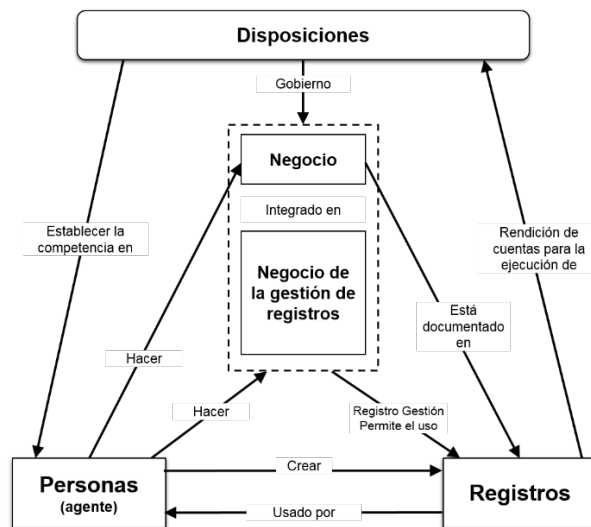 Disposiciones
Gobierno
Negocio
Integrado en
Establecer la
competencia en
Rendición de
cuentas para la
ejecución de
Negocio de
la gestión de
registros
Está
documentado
en
Hacer
Hacer
Registro Gestión
Permite el uso
Personas
(agente)
Crear
Usado por
Registros